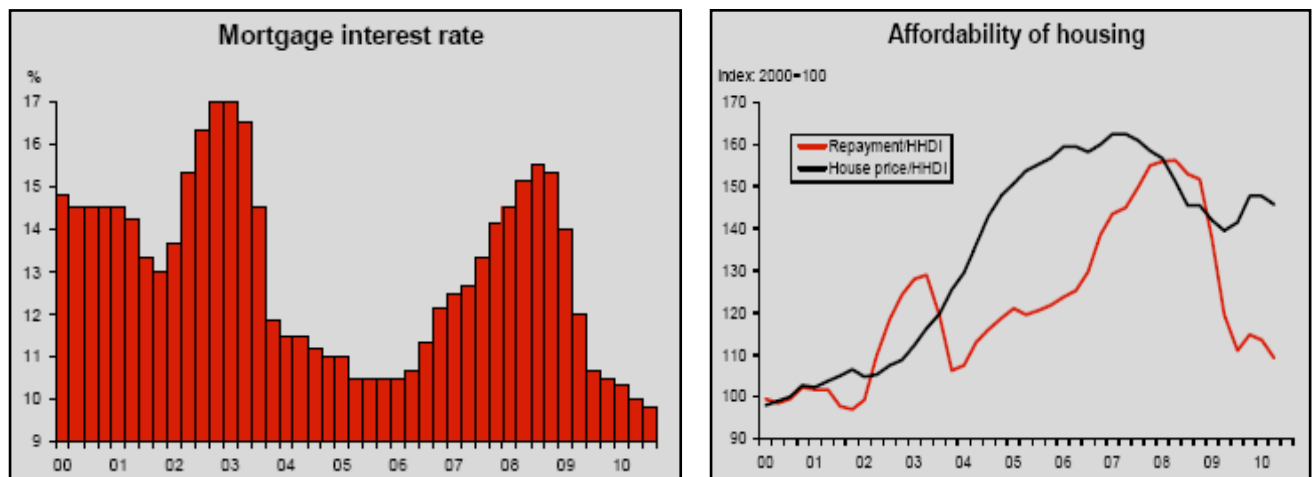 Mortgage interest rate
%
17
16
15
14
13
12
11
10
9
00 01 02 03 04 05 06 07 08 09 10
Affordability of housing
Index: 2000=100
170
160
150
140
130
120
110
100
90
Repayment/HHDI
House price/HHDI
00 01 02 03 04 05 06 07 08 09 10